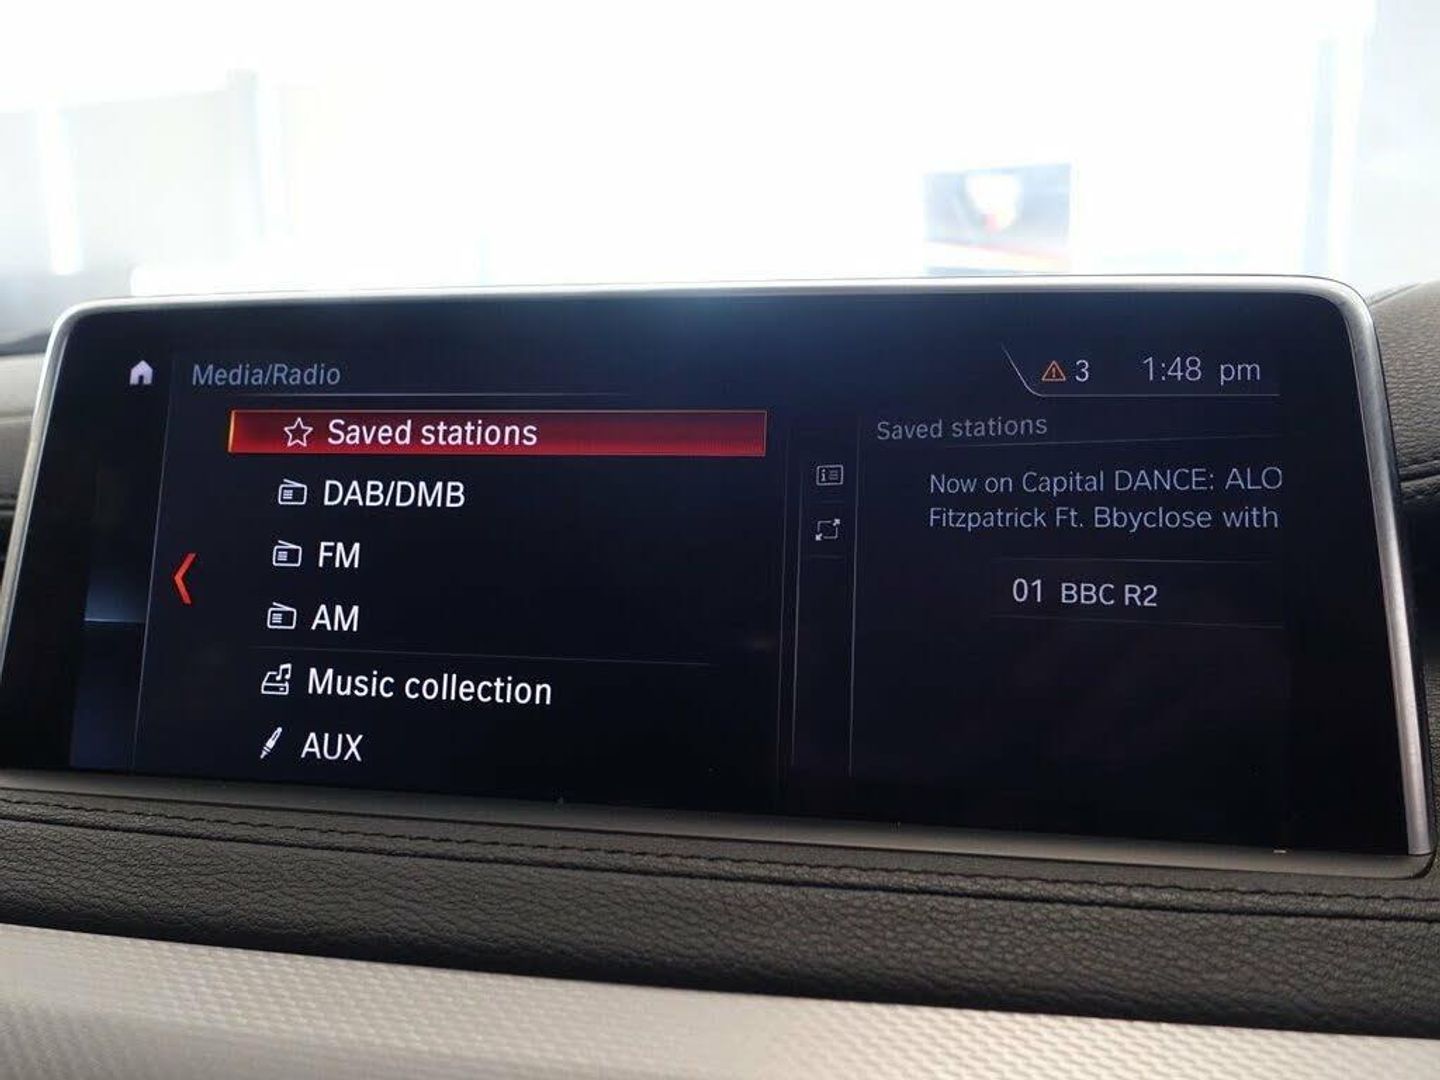 Media/Radio
3 1:48 pm
Saved stations
DAB/DMB
FM
AM
Music collection
AUX
Saved stations
Now on Capital DANCE: ALO
Fitzpatrick Ft. Bbyclose with
01 BBC R2